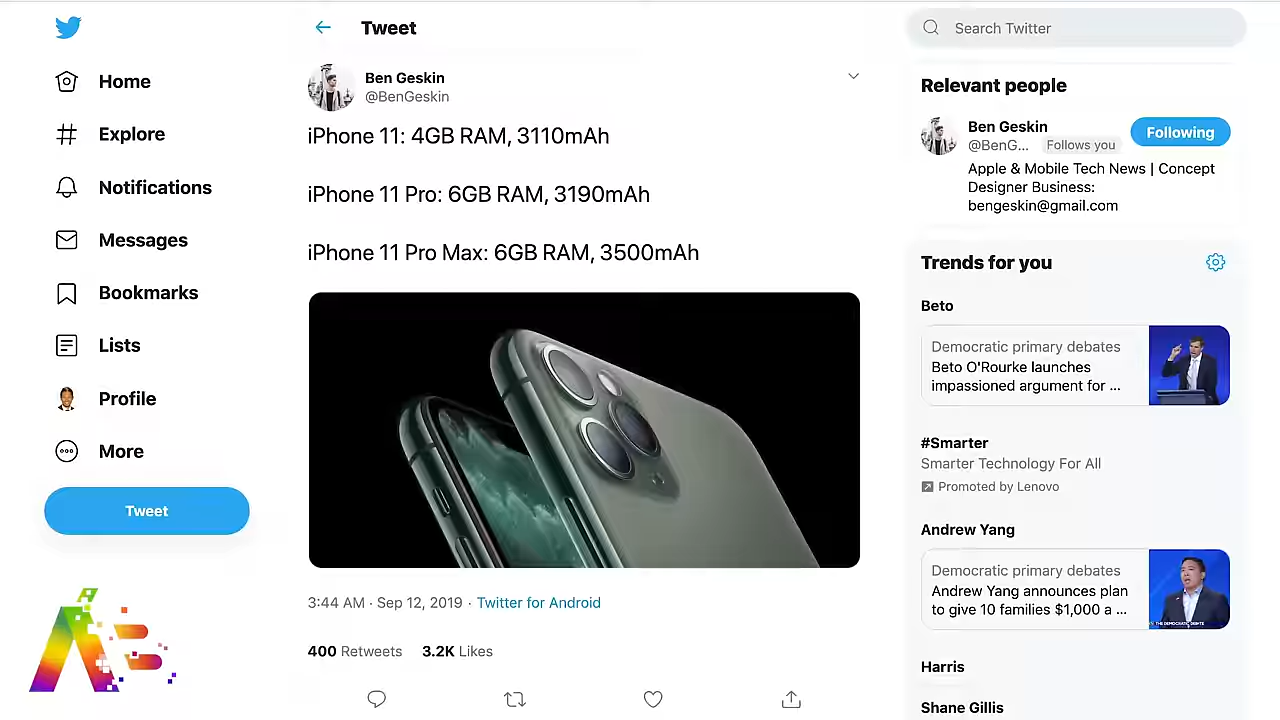 Home
Explore
Notifications
Messages
Bookmarks
Lists
Profile
More
Tweet
Tweet
Ben Geskin
@BenGeskin
iPhone 11: 4GB RAM, 3110mAh
iPhone 11 Pro: 6GB RAM, 3190mAh
iPhone 11 Pro Max: 6GB RAM, 3500mAh
3:44 AM · Sep 12, 2019 · Twitter for Android
400 Retweets 3.2K Likes
Search Twitter
Relevant people
Ben Geskin
@BenG... Follows you
Following
Apple & Mobile Tech News | Concept
Designer Business:
bengeskin@gmail.com
Trends for you
Beto
Democratic primary debates
Beto O'Rourke launches
impassioned argument for ...
#Smarter
Smarter Technology For All
Promoted by Lenovo
Andrew Yang
Democratic primary debates
Andrew Yang announces plan
to give 10 families $1,000 a ...
THE DEMOCRATIC DEBATE
Harris
Shane Gillis
AE